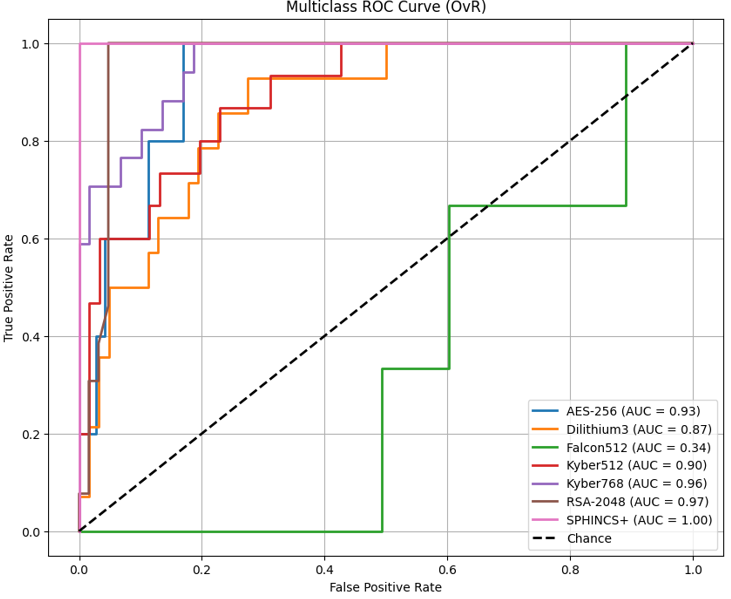 Multiclass ROC Curve (OvR)
True Positive Rate
1.0
0.8
0.6
0.4
0.2
0.0
0.0 0.2 0.4 0.6 0.8 1.0
False Positive Rate
AES-256 (AUC = 0.93)
Dilithium3 (AUC = 0.87)
Falcon512 (AUC = 0.34)
Kyber512 (AUC = 0.90)
Kyber768 (AUC = 0.96)
RSA-2048 (AUC = 0.97)
SPHINCS+ (AUC = 1.00)
Chance